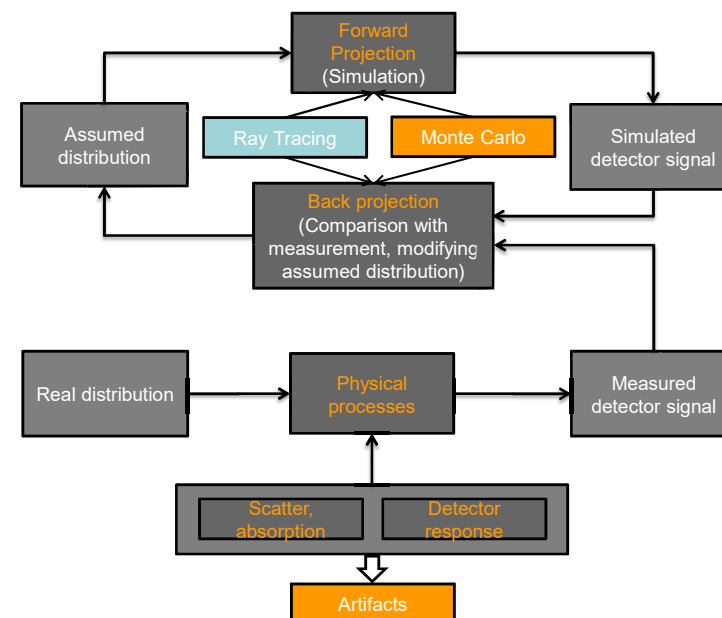 Forward
Projection
(Simulation)
Assumed
distribution
Ray Tracing
Monte Carlo
Simulated
detector signal
Back projection
(Comparison with
measurement, modifying
assumed distribution)
Real distribution
Physical
processes
Measured
detector signal
Scatter,
absorption
Detector
response
Artifacts